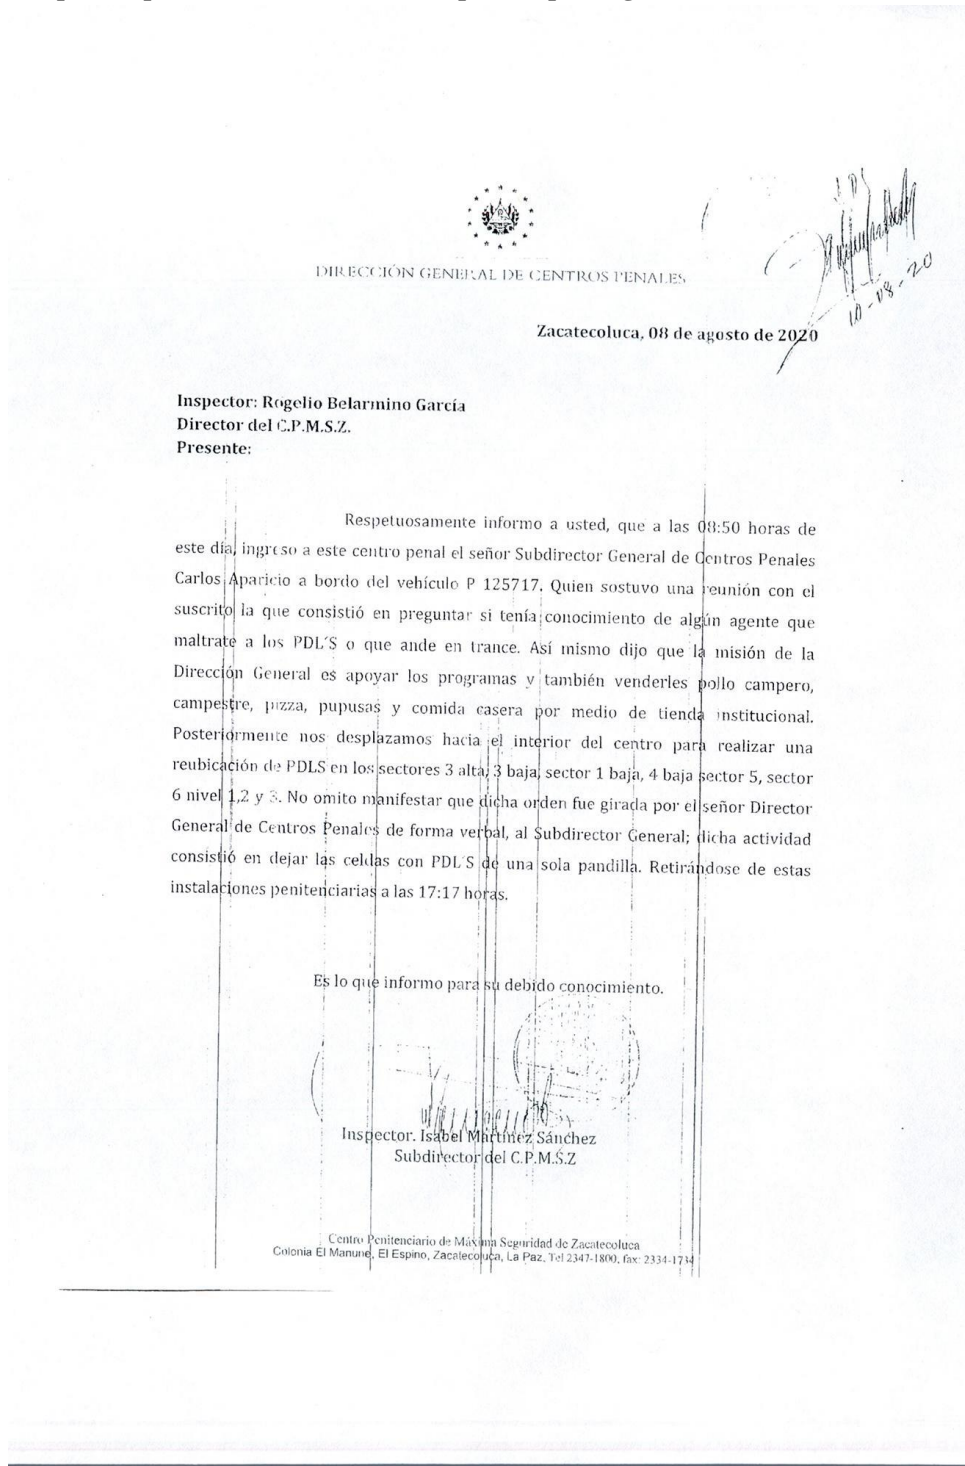 DIRECCIÓN GENERAL DE CENTROS PENALES
10-08-20
Zacatecoluca, 08 de agosto de 2020
Inspector: Rogelio Belarmino García
Director del C.P.M.S.Z.
Presente:
Respetuosamente informo a usted, que a las 08:50 horas de
este día, ingreso a este centro penal el señor Subdirector General de Centros Penales
Carlos Aparicio a bordo del vehículo P 125717. Quien sostuvo una reunión con el
suscrito la que consistió en preguntar si tenía conocimiento de algún agente que
maltrate a los PDL´S o que ande en trance. Así mismo dijo que la misión de la
Dirección General es apoyar los programas y también venderles pollo campero,
campestre, pizza, pupusas y comida casera por medio de tienda institucional.
Posteriormente nos desplazamos hacia el interior del centro para realizar una
reubicación de PDLS en los sectores 3 alta, 3 baja, sector 1 baja, 4 baja sector 5, sector
6 nivel 1,2 y 3. No omito manifestar que dicha orden fue girada por el señor Director
General de Centros Penales de forma verbal, al Subdirector General; dicha actividad
consistió en dejar las celdas con PDL´S de una sola pandilla. Retirándose de estas
instalaciones penitenciarias a las 17:17 horas.
Es lo que informo para su debido conocimiento.
Inspector. Isabel Martínez Sánchez
Subdirector del C.P.M.S.Z
Centro Penitenciario de Máxima Seguridad de Zacatecoluca
Colonia El Manune, El Espino, Zacatecoluca, La Paz, Tel 2347-1800, fax: 2334-1734